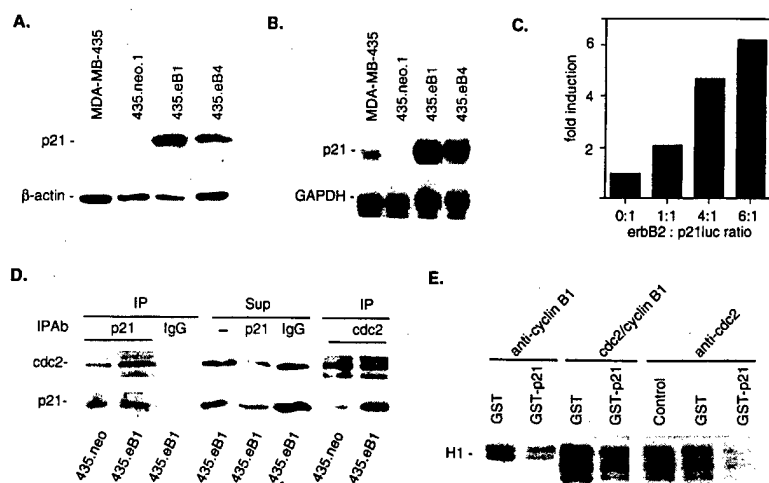 A.
MDA-MB-435
435.neo.1
435.eB1
435.eB4
p21 -
β-actin -
B.
MDA-MB-435
435.neo.1
435.eB1
435.eB4
p21 -
GAPDH -
C.
fold induction
6
4
2
0:1 1:1 4:1 6:1
erbB2 : p21luc ratio
D.
IP Sup IP
IPAb p21 IgG – p21 IgG cdc2
cdc2-
p21-
435.neo
435.eB1
435.eB1
435.eB1
435.eB1
435.eB1
435.neo
435.eB1
E.
anti-cyclin B1
cdc2/cyclin B1
anti-cdc2
GST
GST-p21
GST
GST-p21
Control
GST
GST-p21
H1 -